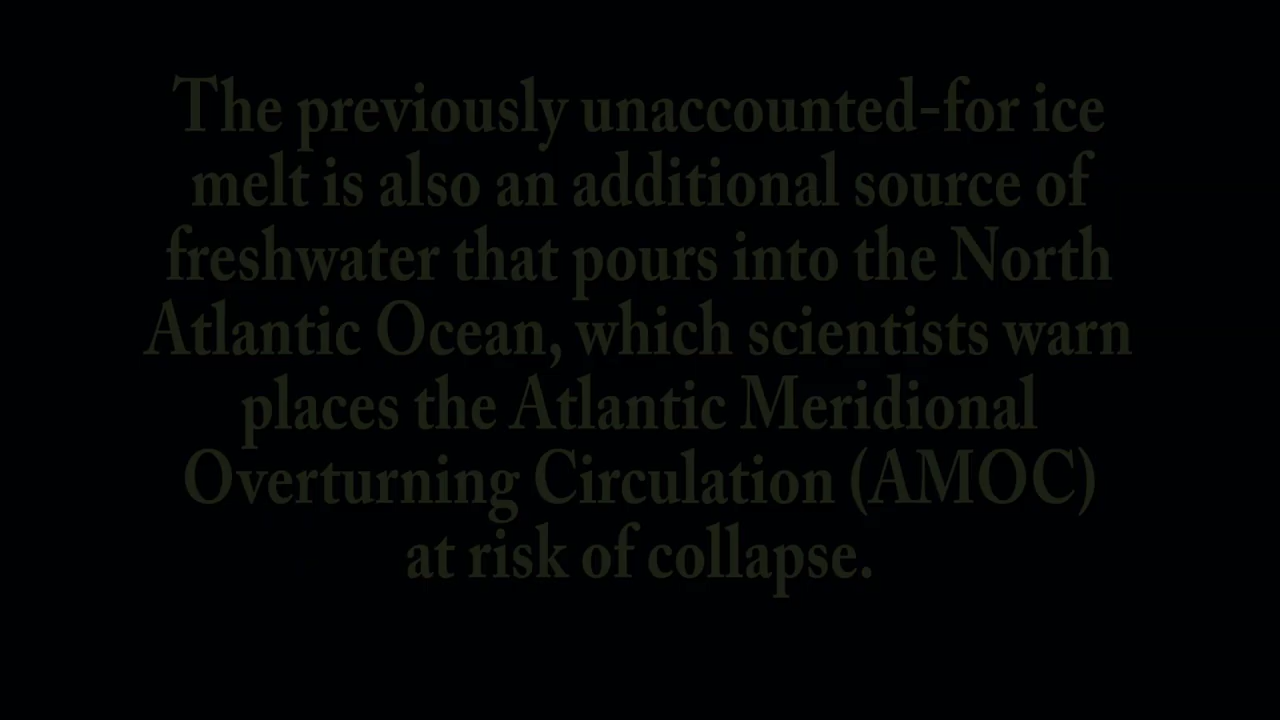 The previously unaccounted-for ice
melt is also an additional source of
freshwater that pours into the North
Atlantic Ocean, which scientists warn
places the Atlantic Meridional
Overturning Circulation (AMOC)
at risk of collapse.